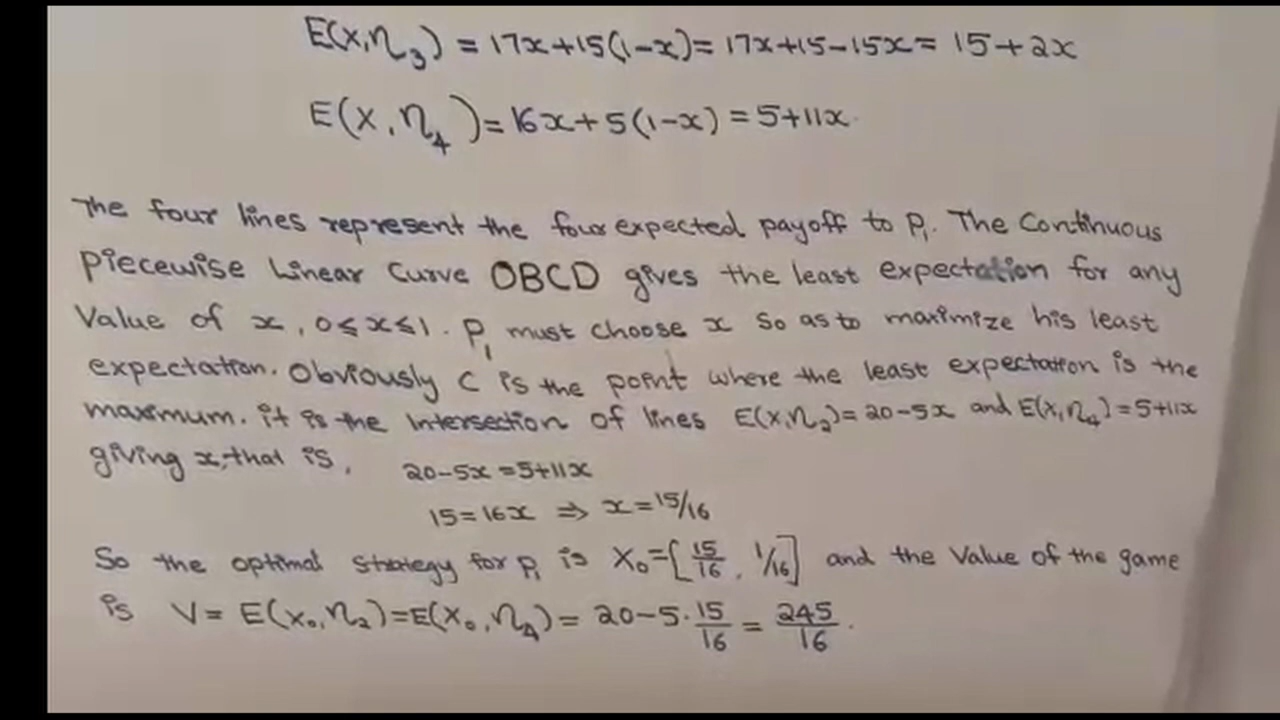 E(X,η₃) = 17x+15(1-x)= 17x+15-15x= 15+2x
E(X,η₄)=16x+5(1-x)=5+11x.
The four lines represent the four expected payoff to P₁. The Continuous
Piecewise Linear Curve OBCD gives the least expectation for any
Value of x, 0≤x≤1. P₁ must choose x so as to maximize his least
expectation. Obviously C is the point where the least expectation is the
maximum. it is the intersection of lines E(X,η₂)=20-5x and E(X,η₄)=5+11x
giving x, that is,
20-5x=5+11x
15=16x ⇒ x=15/16
So the optimal strategy for P₁ is X₀=[15/16, 1/16] and the Value of the game
is V= E(X₀,η₂)=E(X₀,η₄)= 20-5.15/16 = 245/16.